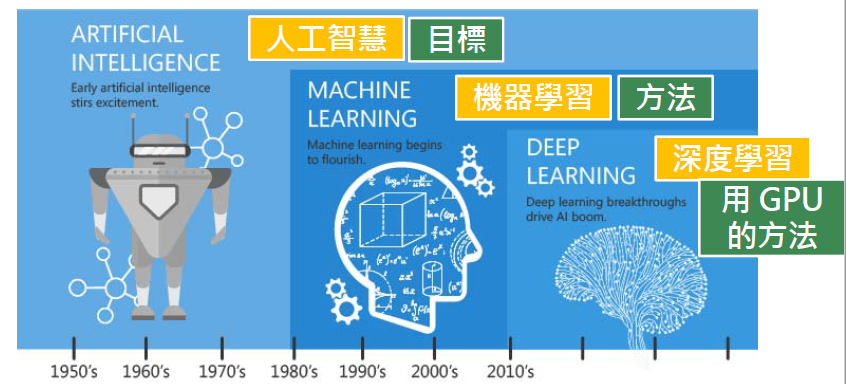 ARTIFICIAL
INTELLIGENCE
Early artificial intelligence
stirs excitement.
人工智慧
目標
MACHINE
LEARNING
Machine learning begins
to flourish.
機器學習
方法
DEEP
LEARNING
Deep learning breakthroughs
drive AI boom.
深度學習
用 GPU
的方法
1950's 1960's 1970's 1980's 1990's 2000's 2010's